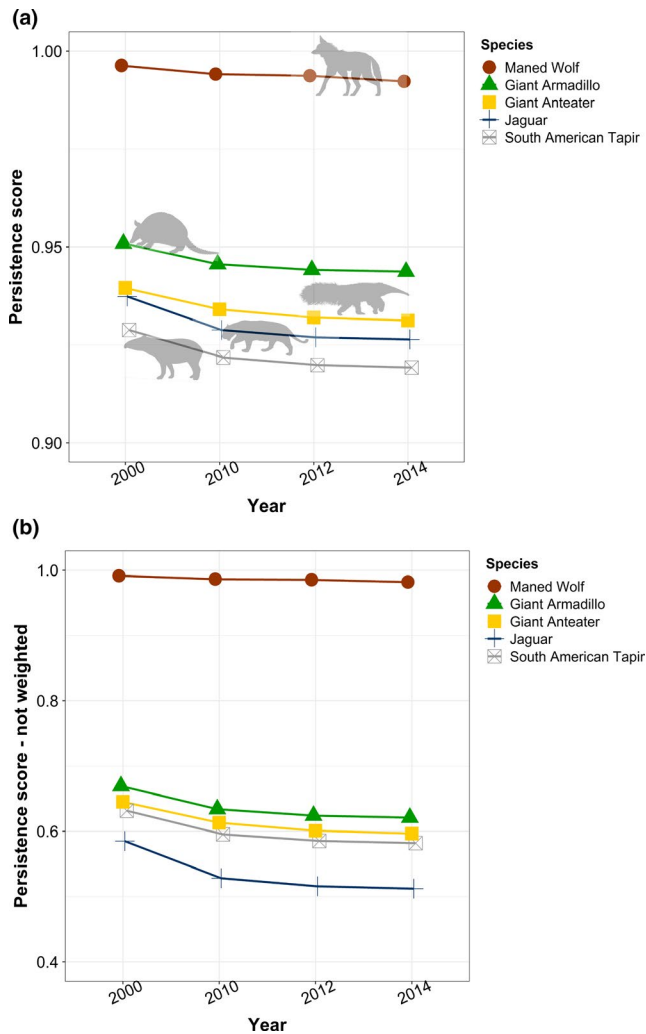 (a)
Persistence score
1.00
0.95
0.90
2000 2010 2012 2014
Year
Species
Maned Wolf
Giant Armadillo
Giant Anteater
Jaguar
South American Tapir
(b)
Persistence score - not weighted
1.0
0.8
0.6
0.4
2000 2010 2012 2014
Year
Species
Maned Wolf
Giant Armadillo
Giant Anteater
Jaguar
South American Tapir